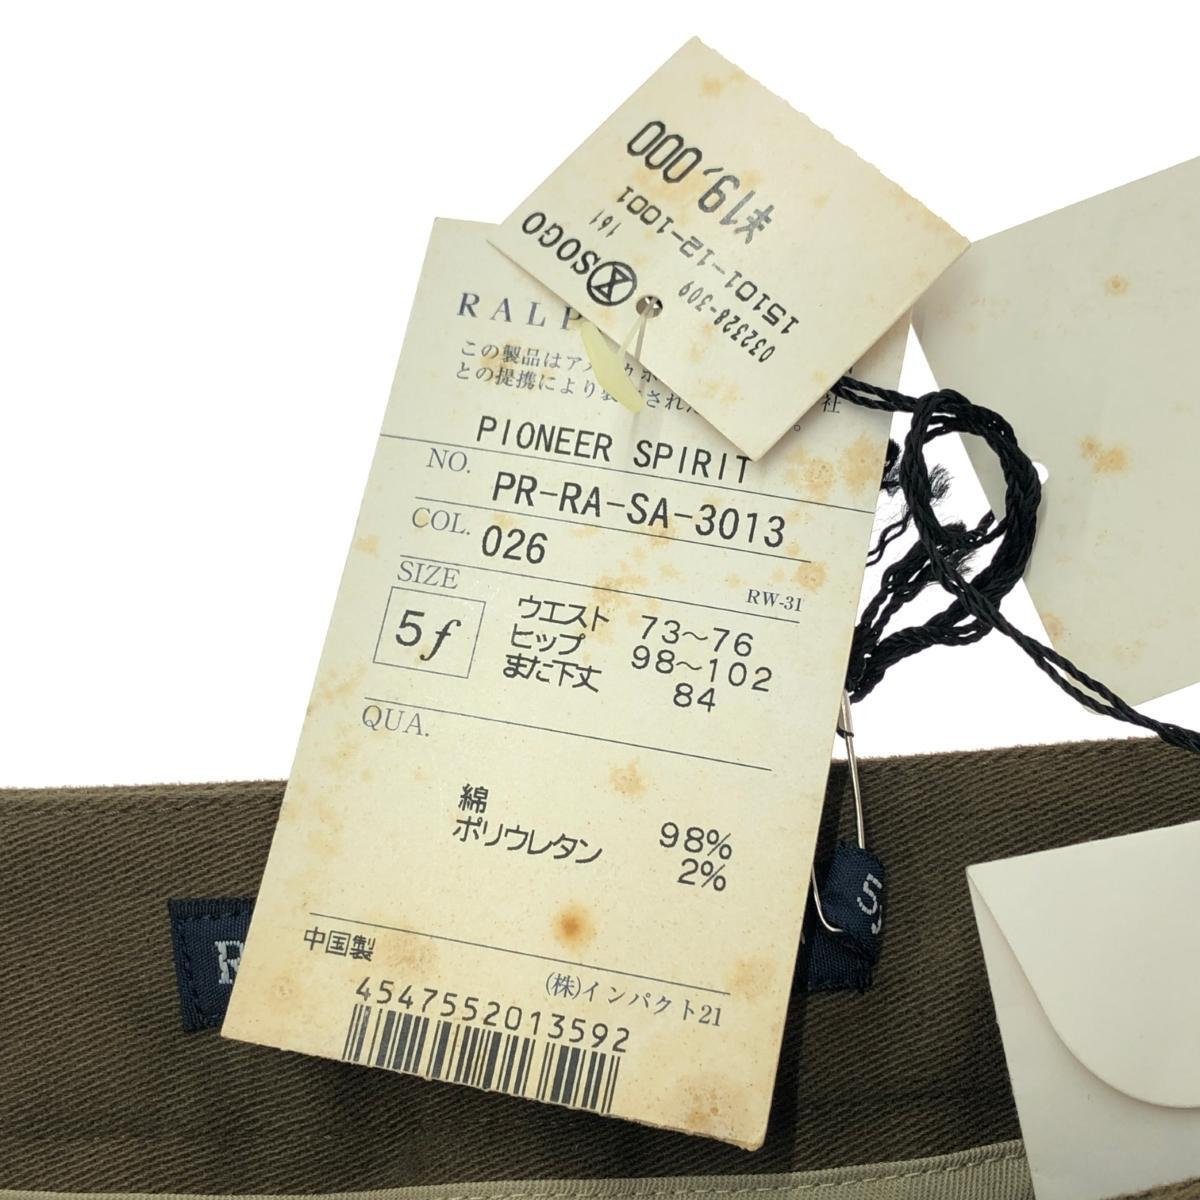 ¥19,000
15101-12-1001
032328-309
161
SOGO
RALP
この製品はア
との提携により
社
PIONEER SPIRIT
NO.
PR-RA-SA-3013
COL.
026
RW-31
SIZE
5f
ウエスト 73～76
ヒップ 98～102
また下丈 84
QUA.
綿 98%
ポリウレタン 2%
中国製
(株)インパクト21
4547552013592
R
S